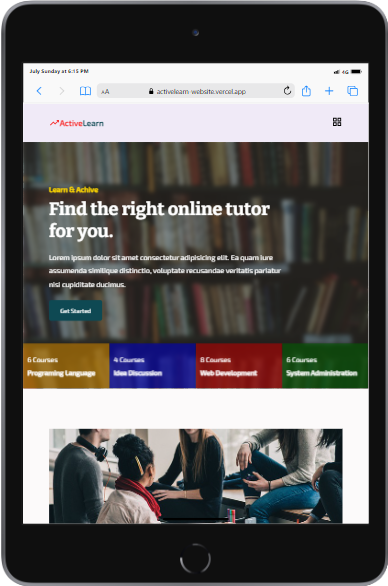 July Sunday at 6:15 PM
4G
AA
activelearn-website.vercel.app
ActiveLearn
Learn & Achive
Find the right online tutor
for you.
Lorem ipsum dolor sit amet consectetur adipisicing elit. Ea quam iure
assumenda similique distinctio, voluptate recusandae veritatis pariatur
nisi cupiditate ducimus.
Get Started
6 Courses
Programing Language
4 Courses
Idea Discussion
8 Courses
Web Development
6 Courses
System Administration